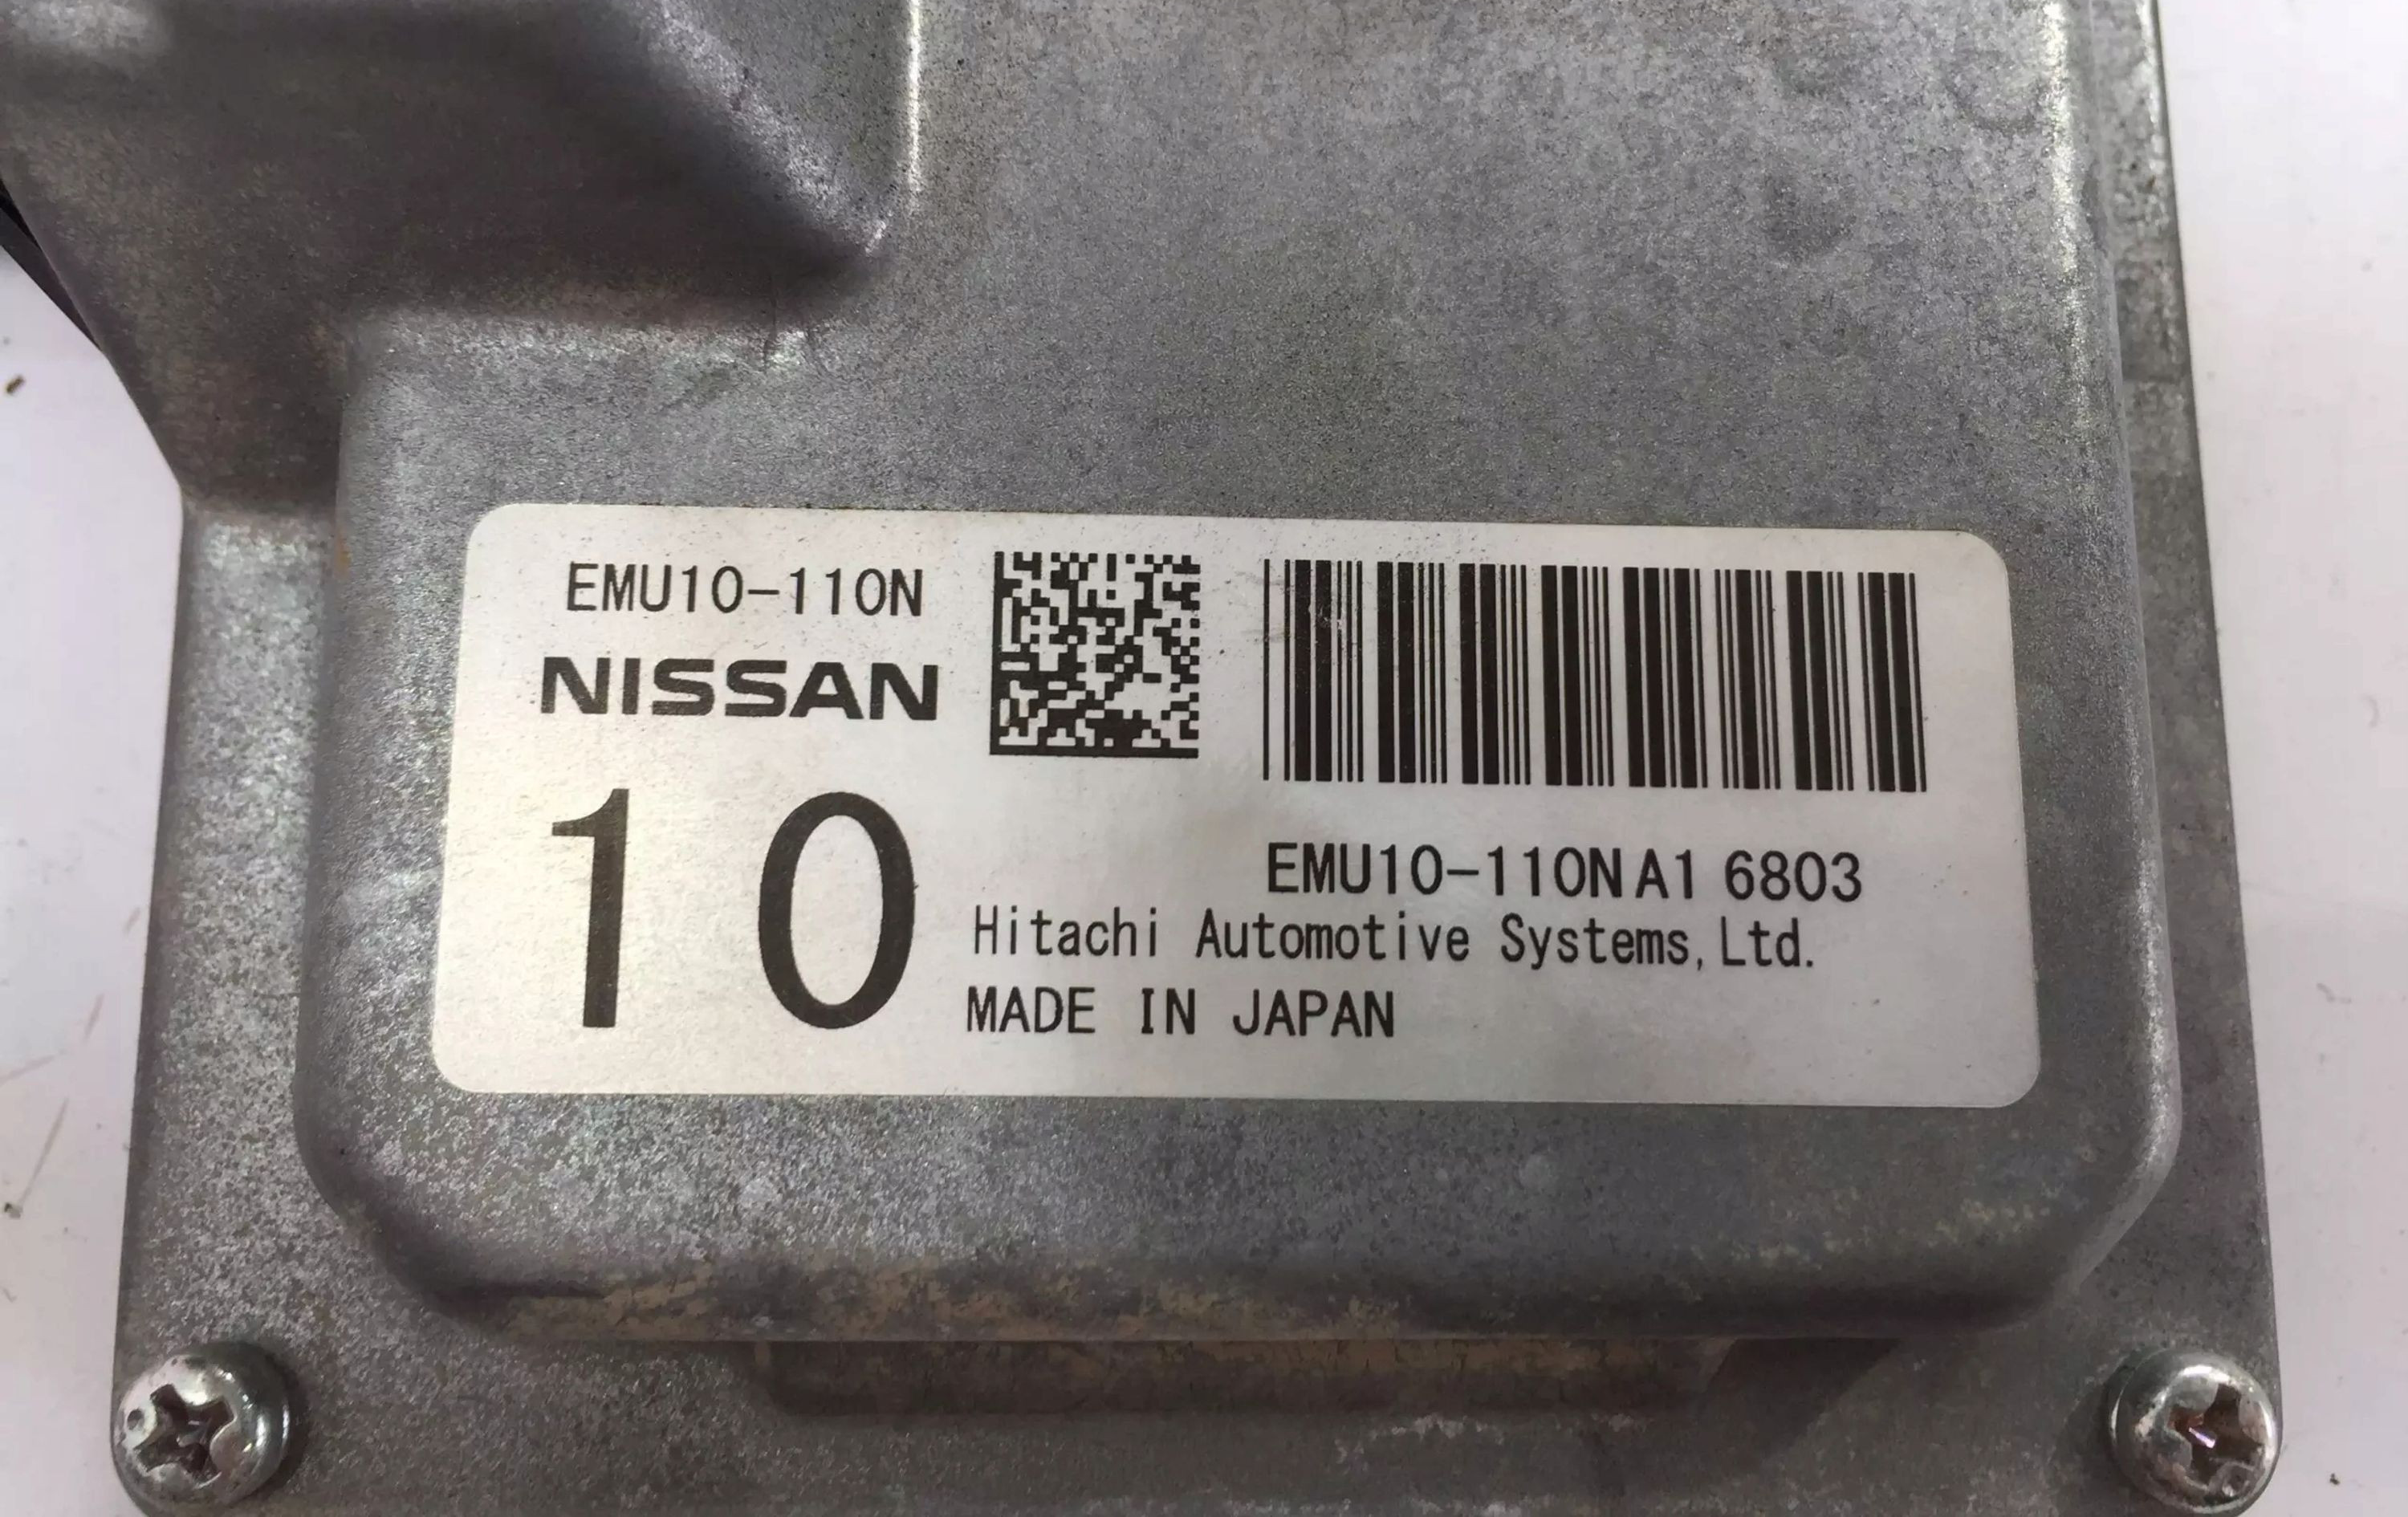 EMU10-110N
NISSAN
10
EMU10-110NA1 6803
Hitachi Automotive Systems,Ltd.
MADE IN JAPAN